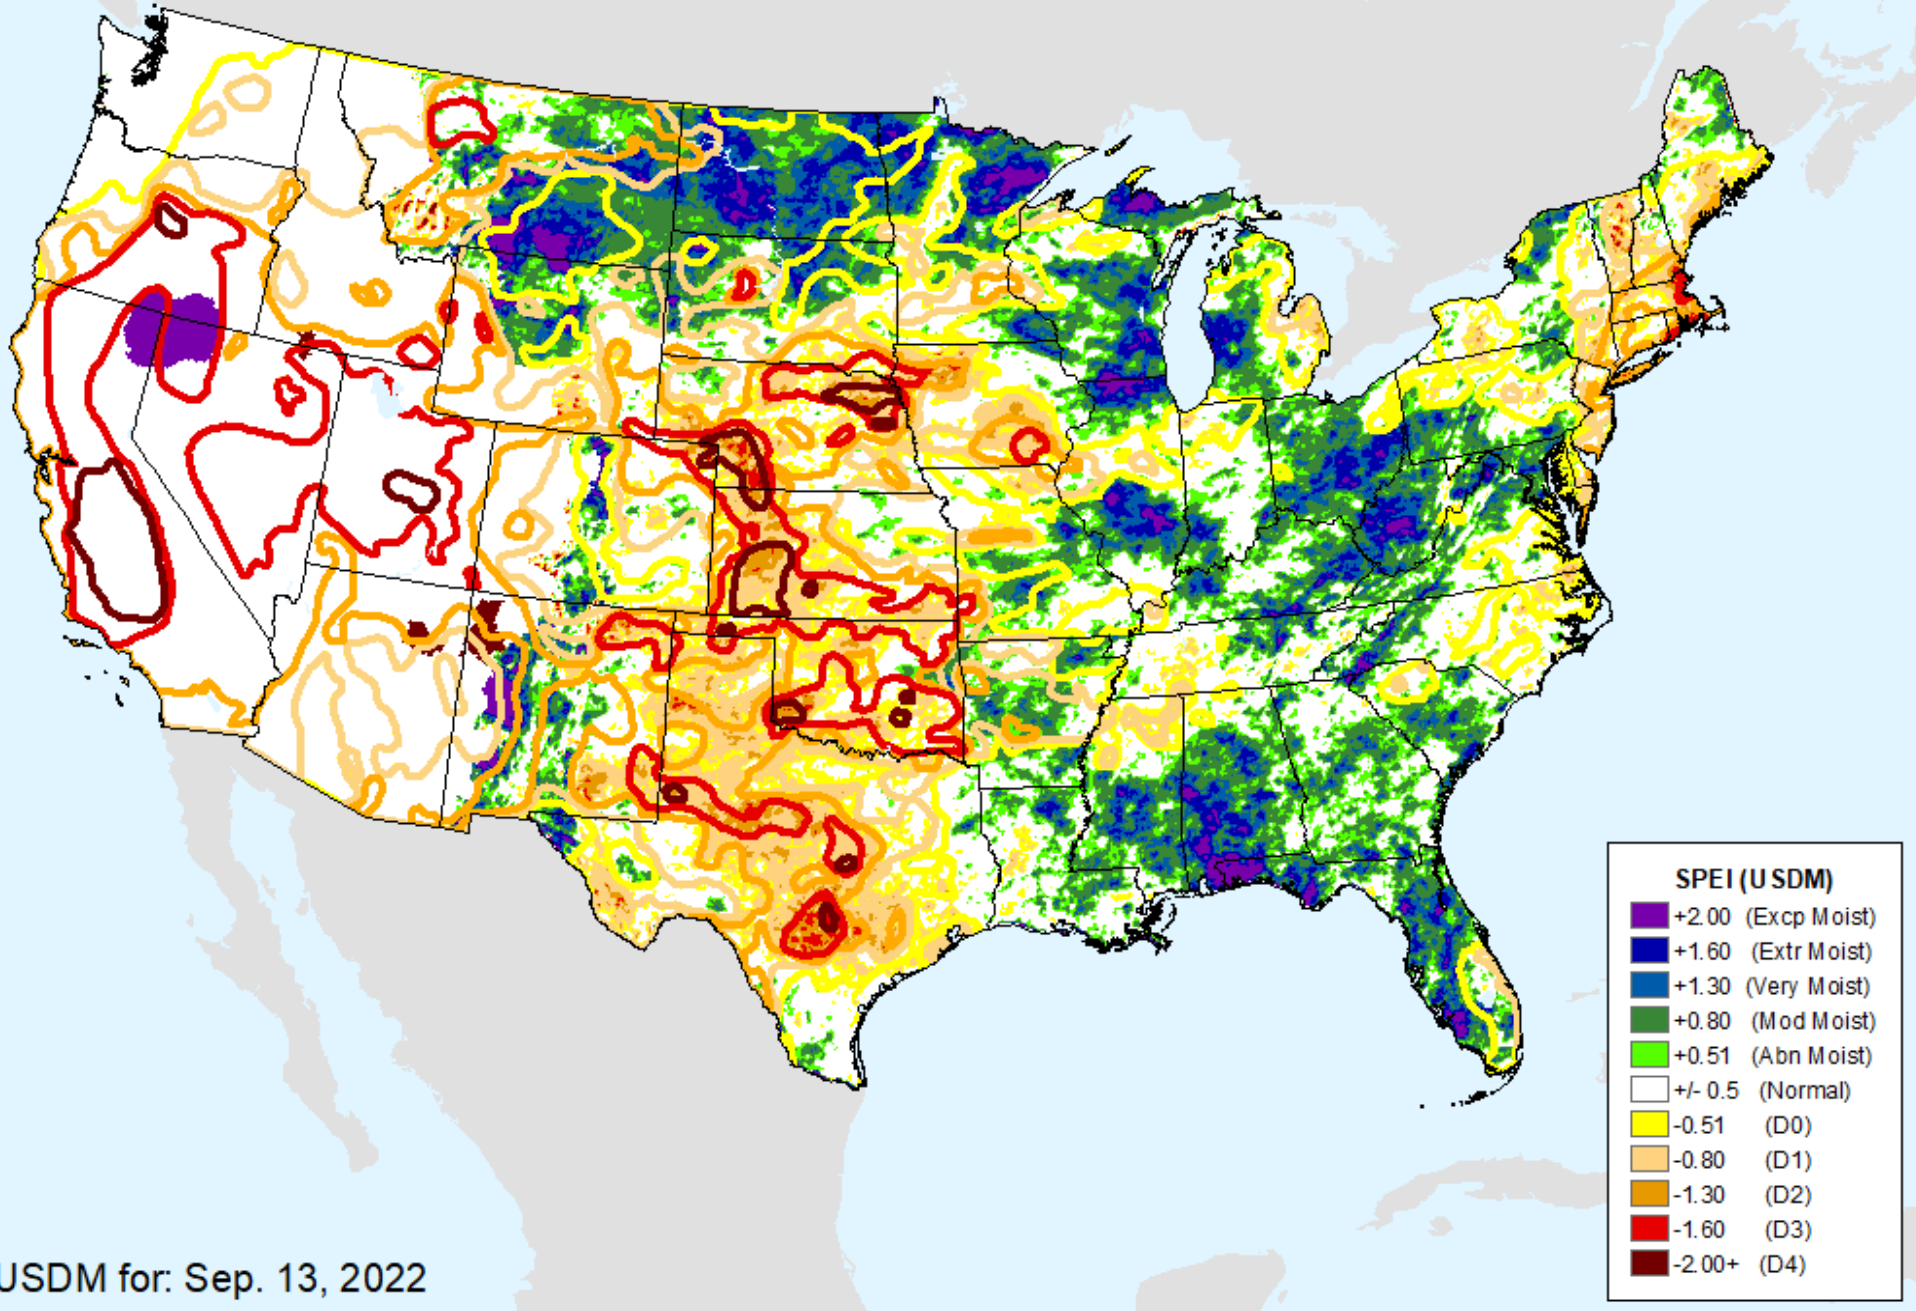 SPEI (USDM)
+2.00 (Excp Moist)
+1.60 (Extr Moist)
+1.30 (Very Moist)
+0.80 (Mod Moist)
+0.51 (Abn Moist)
+/- 0.5 (Normal)
-0.51 (D0)
-0.80 (D1)
-1.30 (D2)
-1.60 (D3)
-2.00+ (D4)
USDM for: Sep. 13, 2022